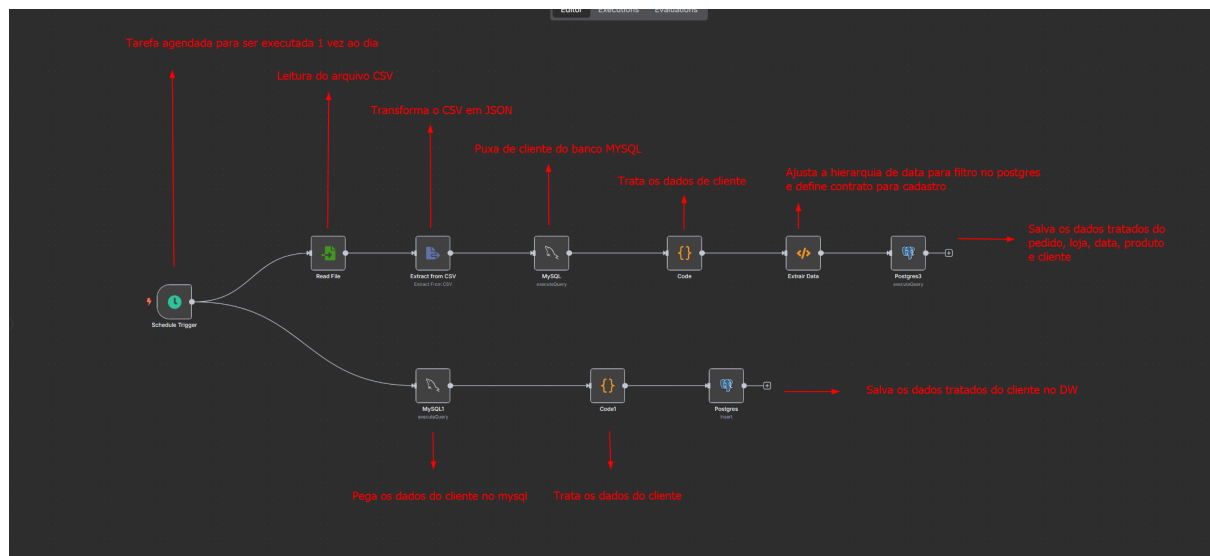 Editor Executions Evaluations
Tarefa agendada para ser executada 1 vez ao dia
Leitura do arquivo CSV
Transforma o CSV em JSON
Puxa de cliente do banco MYSQL
Trata os dados de cliente
Ajusta a hierarquia de data para filtro no postgres
e define contrato para cadastro
Salva os dados tratados do
pedido, loja, data, produto
e cliente
Read File
Extract from CSV
Extract From CSV
MySQL
executeQuery
Code
Extrair Data
Postgres3
executeQuery
Schedule Trigger
MySQL1
executeQuery
Code1
Postgres
insert
Salva os dados tratados do cliente no DW
Pega os dados do cliente no mysql
Trata os dados do cliente